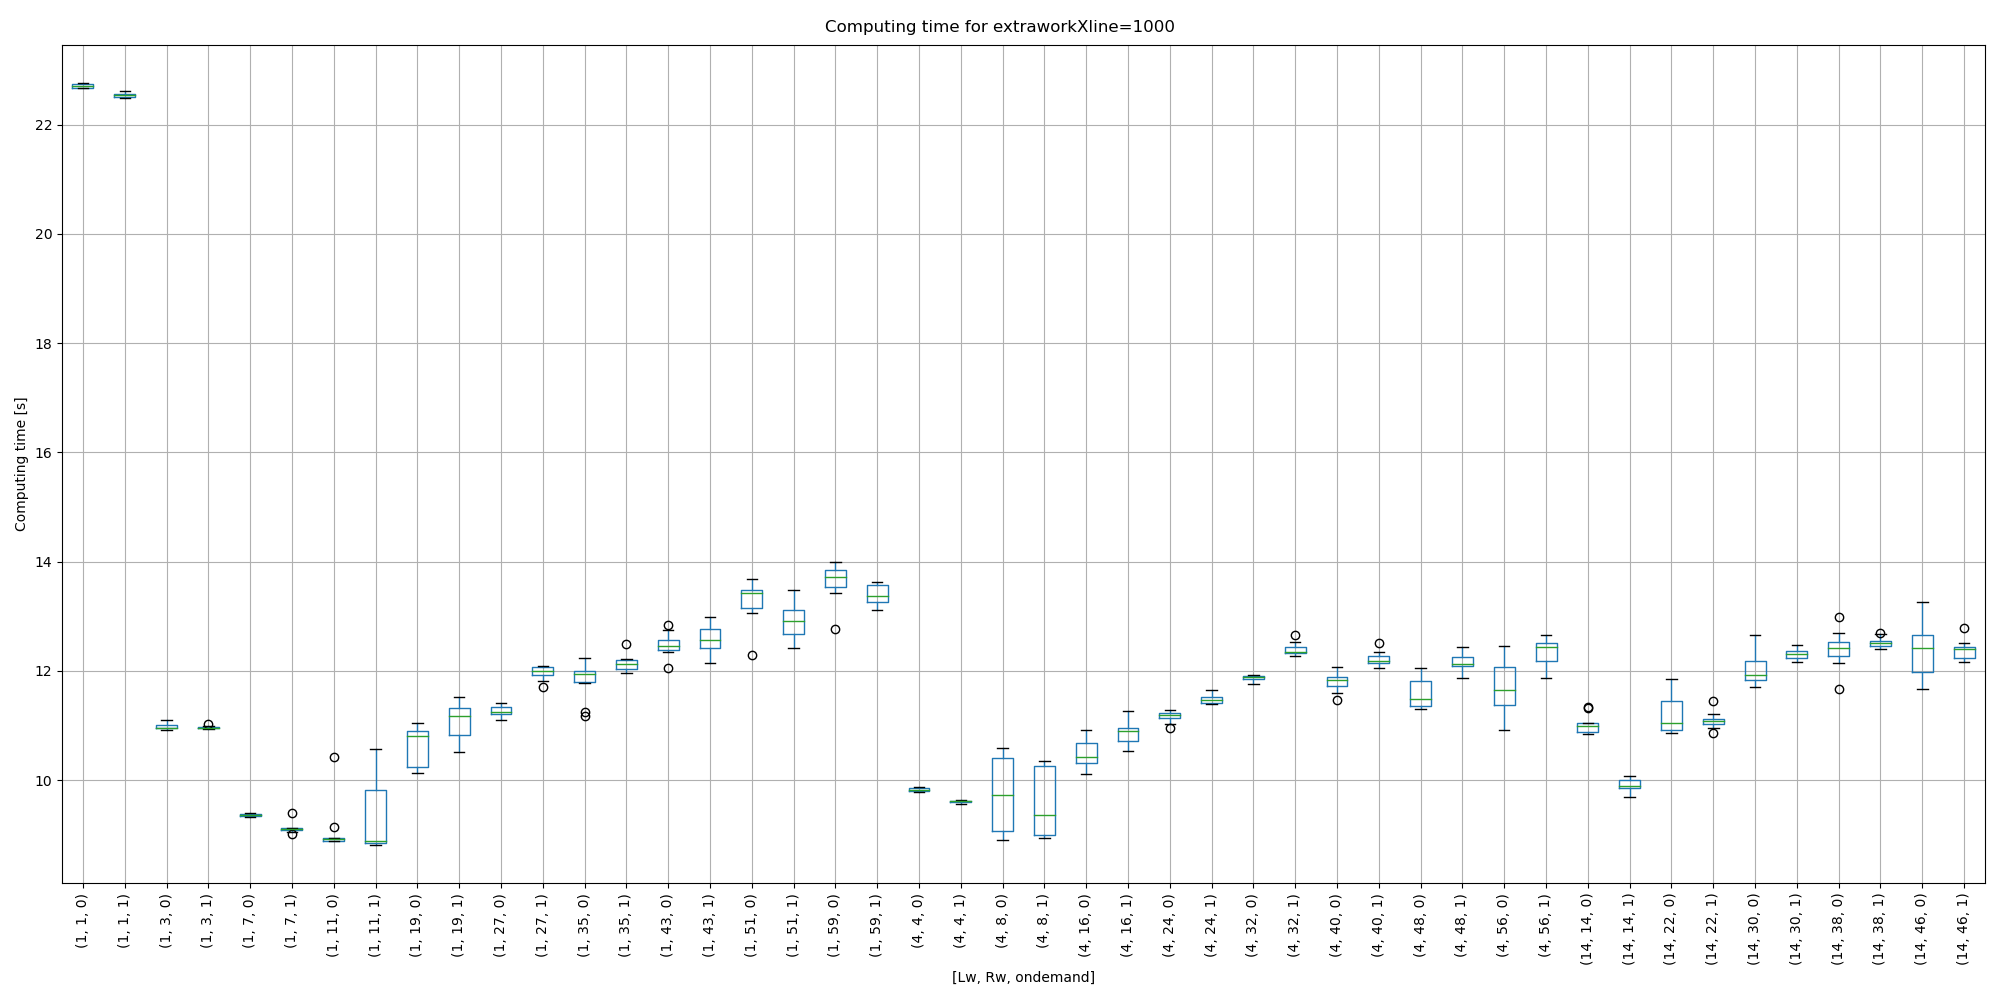 Computing time for extraworkXline=1000
Computing time [s]
22
20
18
16
14
12
10
(1, 1, 0)
(1, 1, 1)
(1, 3, 0)
(1, 3, 1)
(1, 7, 0)
(1, 7, 1)
(1, 11, 0)
(1, 11, 1)
(1, 19, 0)
(1, 19, 1)
(1, 27, 0)
(1, 27, 1)
(1, 35, 0)
(1, 35, 1)
(1, 43, 0)
(1, 43, 1)
(1, 51, 0)
(1, 51, 1)
(1, 59, 0)
(1, 59, 1)
(4, 4, 0)
(4, 4, 1)
(4, 8, 0)
(4, 8, 1)
(4, 16, 0)
(4, 16, 1)
(4, 24, 0)
(4, 24, 1)
(4, 32, 0)
(4, 32, 1)
(4, 40, 0)
(4, 40, 1)
(4, 48, 0)
(4, 48, 1)
(4, 56, 0)
(4, 56, 1)
(14, 14, 0)
(14, 14, 1)
(14, 22, 0)
(14, 22, 1)
(14, 30, 0)
(14, 30, 1)
(14, 38, 0)
(14, 38, 1)
(14, 46, 0)
(14, 46, 1)
[Lw, Rw, ondemand]